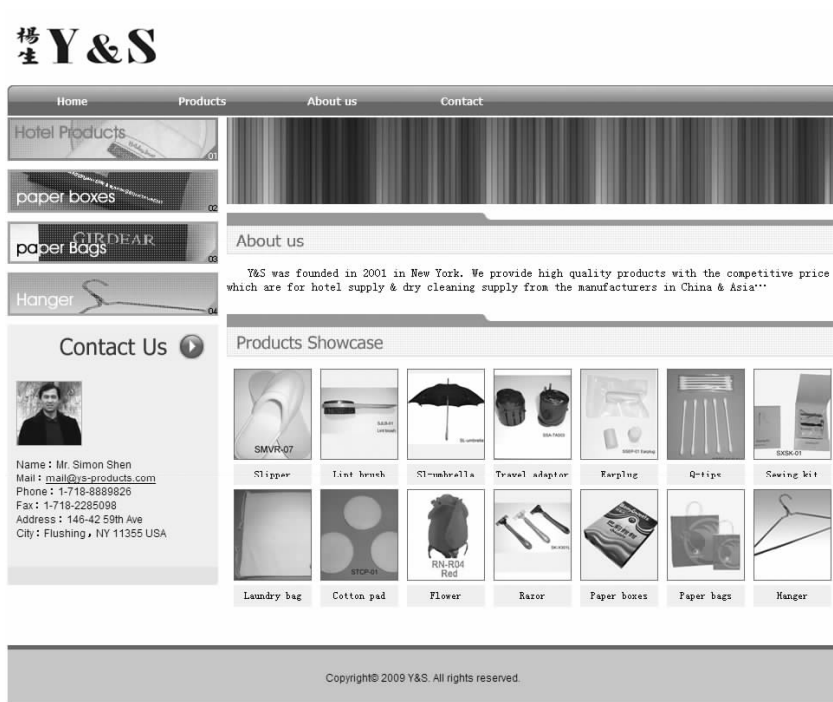 楊生 Y&S
Home Products About us Contact
Hotel Products
01
paper boxes
02
GIRDEAR
paper Bags
03
Hanger
04
Contact Us
Name：Mr. Simon Shen
Mail：mail@ys-products.com
Phone：1-718-8889826
Fax：1-718-2285098
Address：146-42 59th Ave
City：Flushing，NY 11355 USA
About us
Y&S was founded in 2001 in New York. We provide high quality products with the competitive price
which are for hotel supply & dry cleaning supply from the manufacturers in China & Asia…
Products Showcase
SMVR-07
SL-umbrella
SXSK-01
Slipper Lint brush Sl-umbrella Travel adaptor Earplug Q-tips Sewing kit
STCP-01
RN-R04
Red
Laundry bag Cotton pad Flower Razor Paper boxes Paper bags Hanger
Copyright© 2009 Y&S. All rights reserved.